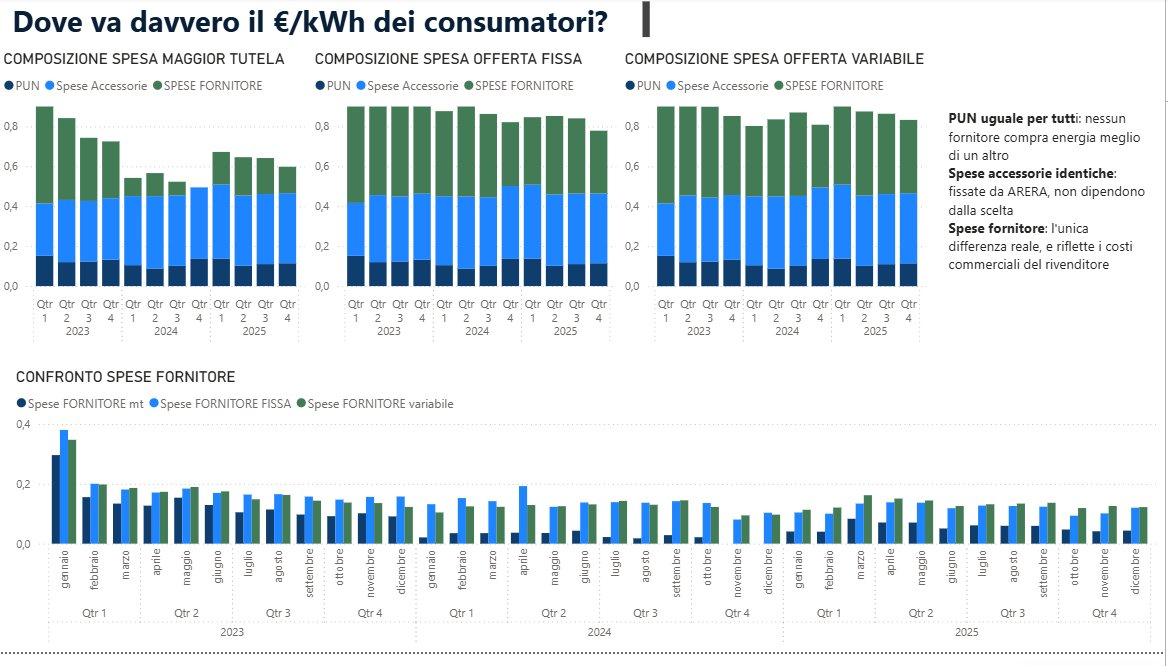 Dove va davvero il €/kWh dei consumatori?
COMPOSIZIONE SPESA MAGGIOR TUTELA
PUN Spese Accessorie SPESE FORNITORE
0,8
0,6
0,4
0,2
0,0
Qtr 1 Qtr 2 Qtr 3 Qtr 4 Qtr 1 Qtr 2 Qtr 3 Qtr 4 Qtr 1 Qtr 2 Qtr 3 Qtr 4
2023 2024 2025
COMPOSIZIONE SPESA OFFERTA FISSA
PUN Spese Accessorie SPESE FORNITORE
0,8
0,6
0,4
0,2
0,0
Qtr 1 Qtr 2 Qtr 3 Qtr 4 Qtr 1 Qtr 2 Qtr 3 Qtr 4 Qtr 1 Qtr 2 Qtr 3 Qtr 4
2023 2024 2025
COMPOSIZIONE SPESA OFFERTA VARIABILE
PUN Spese Accessorie SPESE FORNITORE
0,8
0,6
0,4
0,2
0,0
Qtr 1 Qtr 2 Qtr 3 Qtr 4 Qtr 1 Qtr 2 Qtr 3 Qtr 4 Qtr 1 Qtr 2 Qtr 3 Qtr 4
2023 2024 2025
PUN uguale per tutti: nessun
fornitore compra energia meglio
di un altro
Spese accessorie identiche:
fissate da ARERA, non dipendono
dalla scelta
Spese fornitore: l'unica
differenza reale, e riflette i costi
commerciali del rivenditore
CONFRONTO SPESE FORNITORE
Spese FORNITORE mt Spese FORNITORE FISSA Spese FORNITORE variabile
0,4
0,2
0,0
gennaio febbraio marzo aprile maggio giugno luglio agosto settembre ottobre novembre dicembre gennaio febbraio marzo aprile maggio giugno luglio agosto settembre ottobre novembre dicembre gennaio febbraio marzo aprile maggio giugno luglio agosto settembre ottobre novembre dicembre
Qtr 1 Qtr 2 Qtr 3 Qtr 4 Qtr 1 Qtr 2 Qtr 3 Qtr 4 Qtr 1 Qtr 2 Qtr 3 Qtr 4
2023 2024 2025